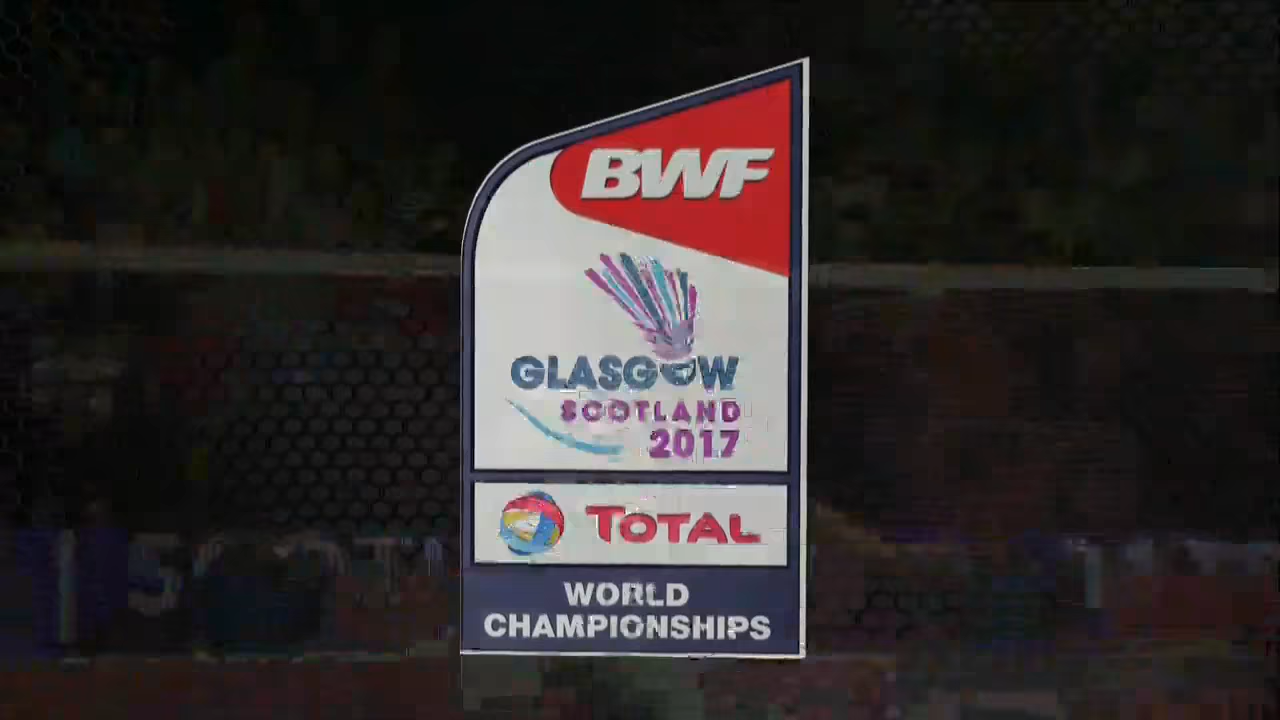 BWF
GLASGOW
SCOTLAND
2017
TOTAL
WORLD
CHAMPIONSHIPS